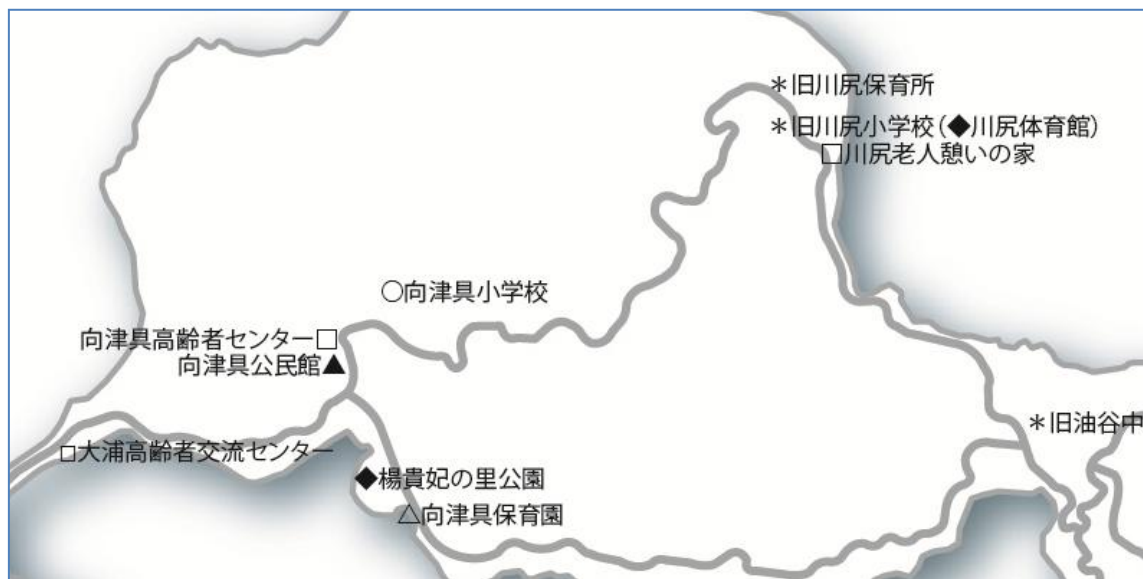 ＊旧川尻保育所
＊旧川尻小学校（◆川尻体育館）
□川尻老人憩いの家
○向津具小学校
向津具高齢者センター□
向津具公民館▲
＊旧油谷中
□大浦高齢者交流センター
◆楊貴妃の里公園
△向津具保育園